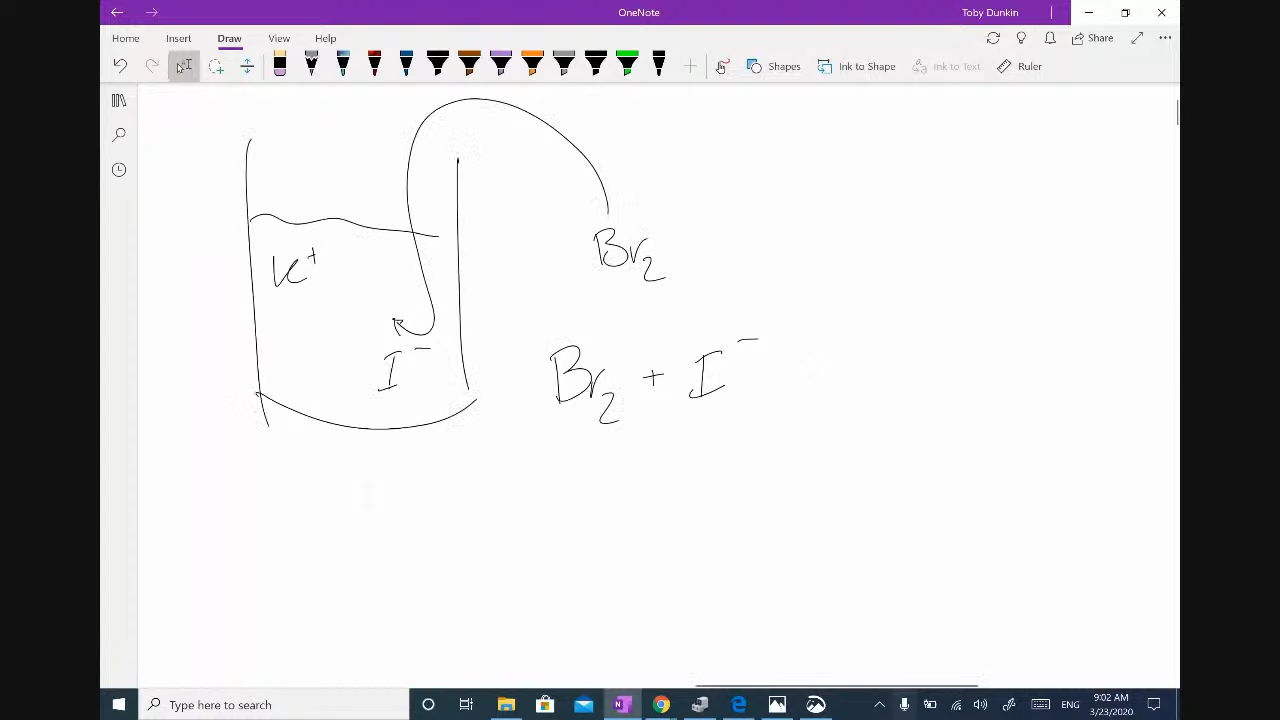 OneNote
Toby Dunkin
Home Insert Draw View Help
Share
Shapes Ink to Shape Ink to Text Ruler
K⁺
Br₂
I⁻
Br₂ + I⁻
Type here to search
ENG
9:02 AM
3/23/2020